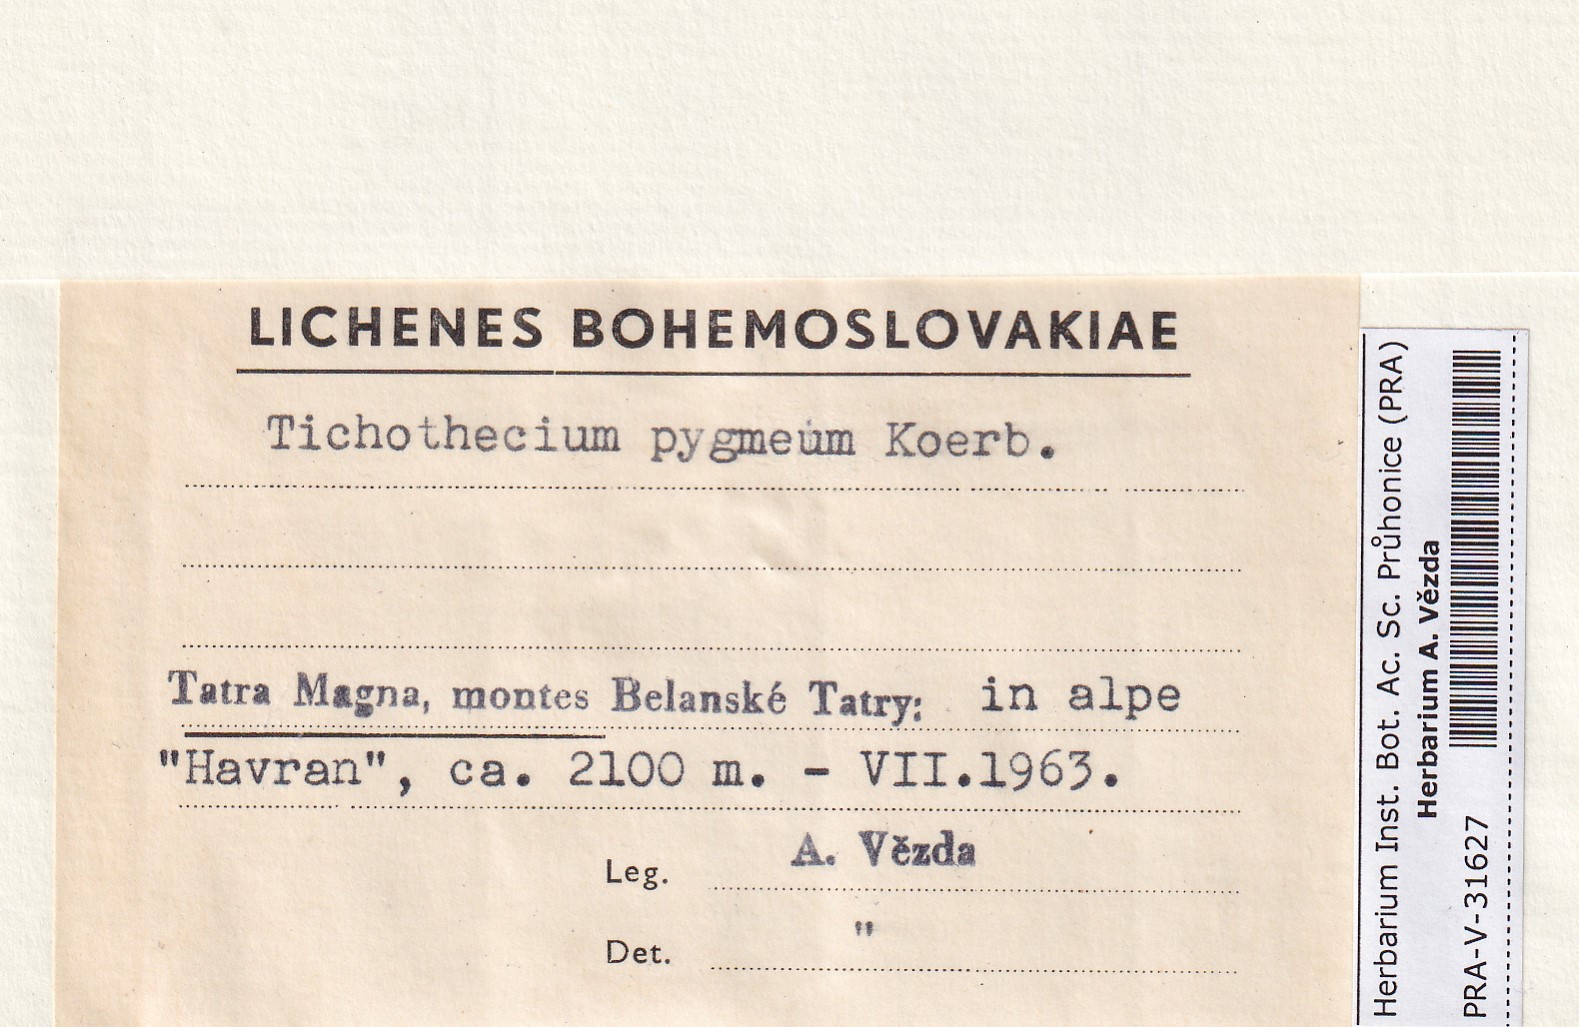 LICHENES BOHEMOSLOVAKIAE
Tichothecium pygmeum Koerb.
Tatra Magna, montes Belanské Tatry: in alpe
"Havran", ca. 2100 m. - VII.1963.
Leg. A. Vězda
Det. "
Herbarium Inst. Bot. Ac. Sc. Průhonice (PRA)
Herbarium A. Vězda
PRA-V-31627